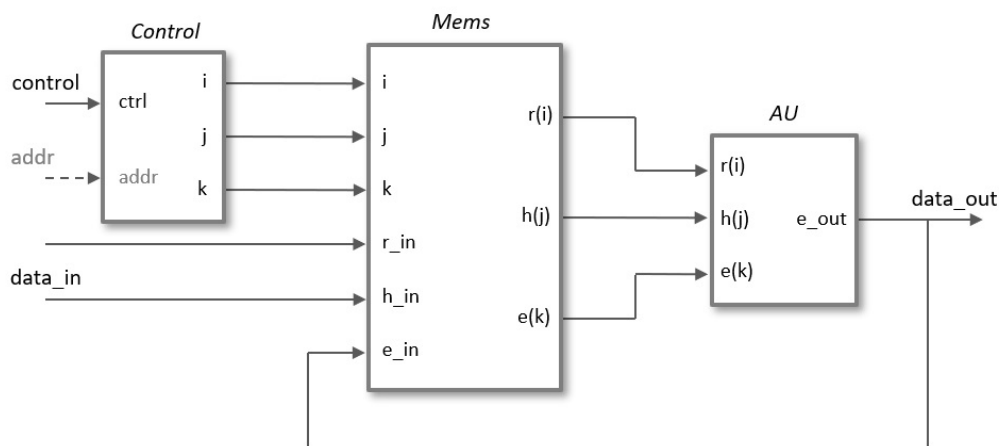 Control
control
ctrl
addr
addr
i
j
k
Mems
i
j
k
r_in
data_in
h_in
e_in
r(i)
h(j)
e(k)
AU
r(i)
h(j)
e(k)
e_out
data_out